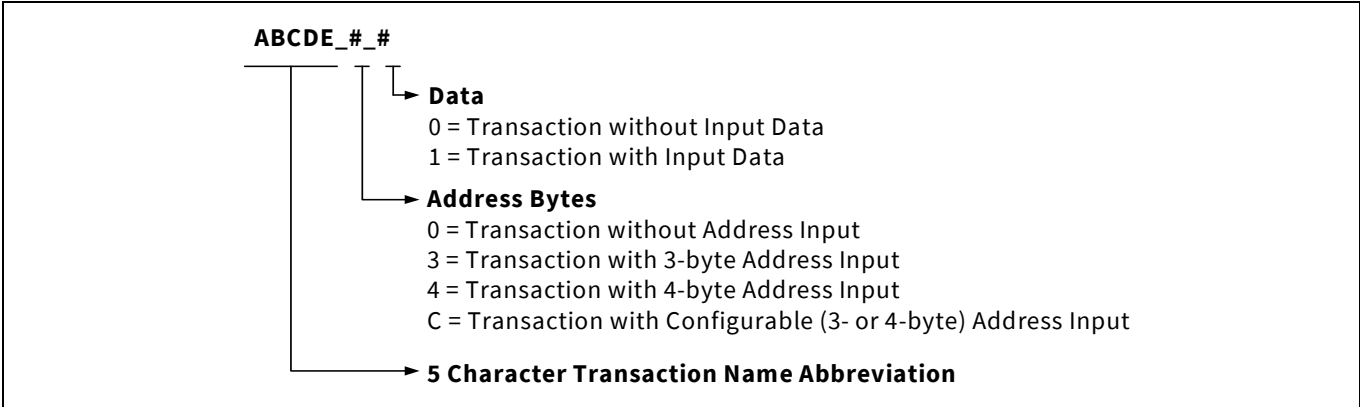 ABCDE_#_#
Data
0 = Transaction without Input Data
1 = Transaction with Input Data
Address Bytes
0 = Transaction without Address Input
3 = Transaction with 3-byte Address Input
4 = Transaction with 4-byte Address Input
C = Transaction with Configurable (3- or 4-byte) Address Input
5 Character Transaction Name Abbreviation